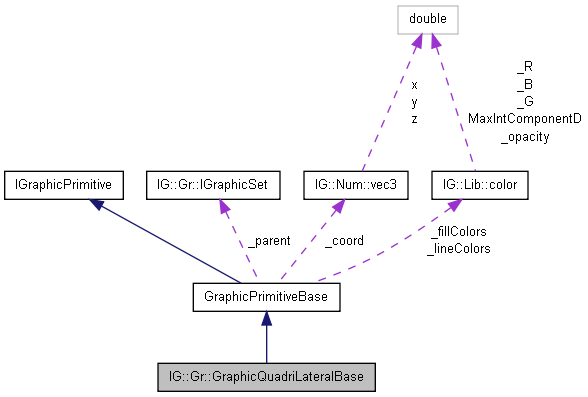 double
_R
x
_B
y
_G
z
MaxIntComponentD
_opacity
IGraphicPrimitive
IG::Gr::IGraphicSet
IG::Num::vec3
IG::Lib::color
_parent
_coord
_fillColors
_lineColors
GraphicPrimitiveBase
IG::Gr::GraphicQuadriLateralBase